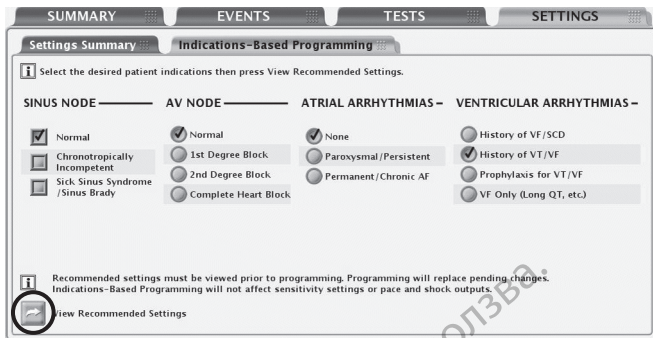 SUMMARY EVENTS TESTS SETTINGS
Settings Summary Indications-Based Programming
i Select the desired patient indications then press View Recommended Settings.
SINUS NODE AV NODE ATRIAL ARRHYTHMIAS VENTRICULAR ARRHYTHMIAS
Normal Normal None History of VF/SCD
Chronotropically Incompetent 1st Degree Block Paroxysmal/Persistent History of VT/VF
Sick Sinus Syndrome /Sinus Brady 2nd Degree Block Permanent/Chronic AF Prophylaxis for VT/VF
Complete Heart Block VF Only (Long QT, etc.)
i Recommended settings must be viewed prior to programming. Programming will replace pending changes.
Indications-Based Programming will not affect sensitivity settings or pace and shock outputs.
View Recommended Settings